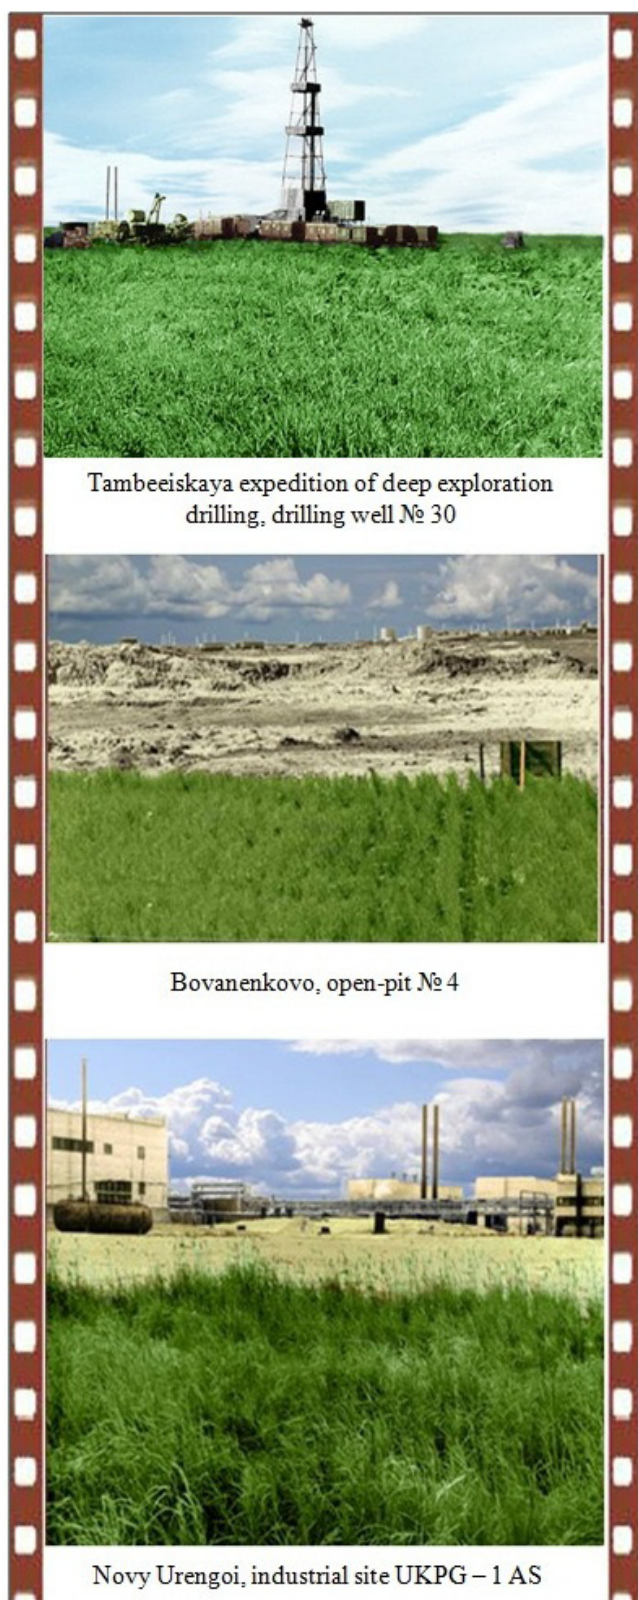 Tambeeiskaya expedition of deep exploration
drilling, drilling well № 30
Bovanenkovo, open-pit № 4
Novy Urengoi, industrial site UKPG – 1 AS